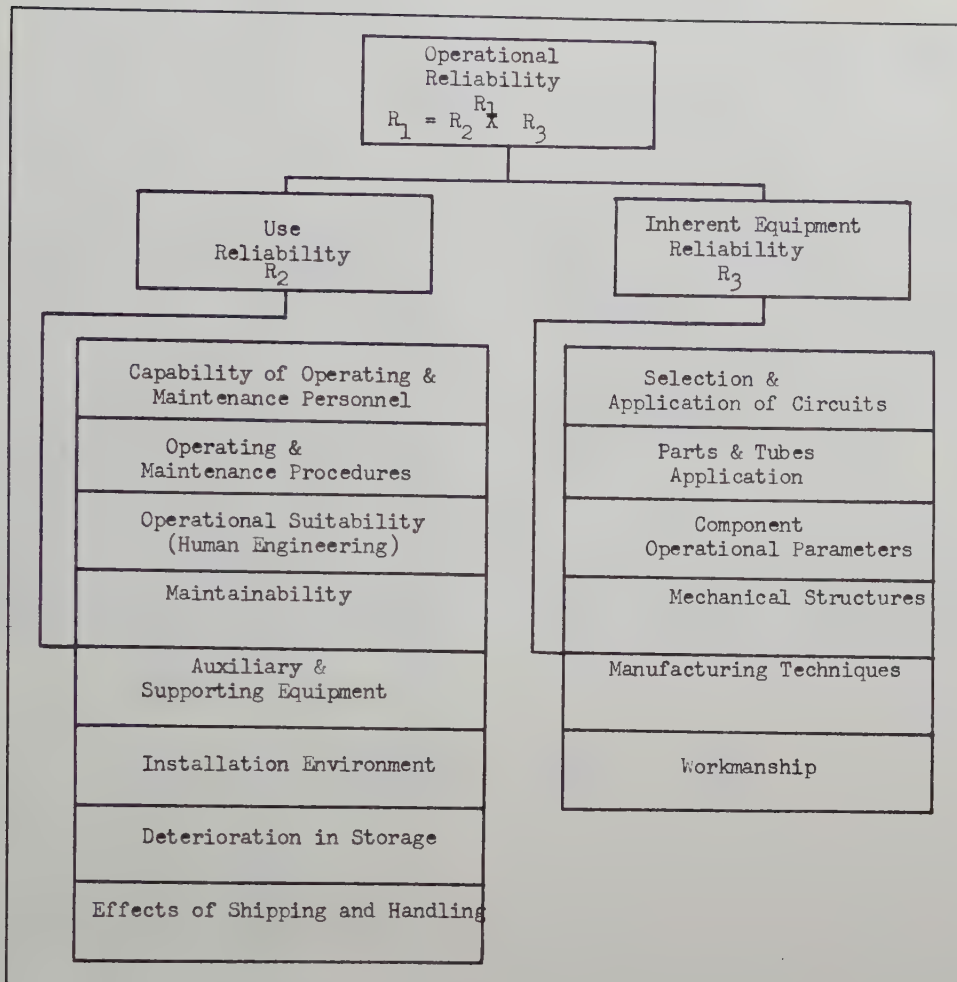 Operational
Reliability
R1
R1 = R2 X R3
Use
Reliability
R2
Capability of Operating &
Maintenance Personnel
Operating &
Maintenance Procedures
Operational Suitability
(Human Engineering)
Maintainability
Auxiliary &
Supporting Equipment
Installation Environment
Deterioration in Storage
Effects of Shipping and Handling
Inherent Equipment
Reliability
R3
Selection &
Application of Circuits
Parts & Tubes
Application
Component
Operational Parameters
Mechanical Structures
Manufacturing Techniques
Workmanship